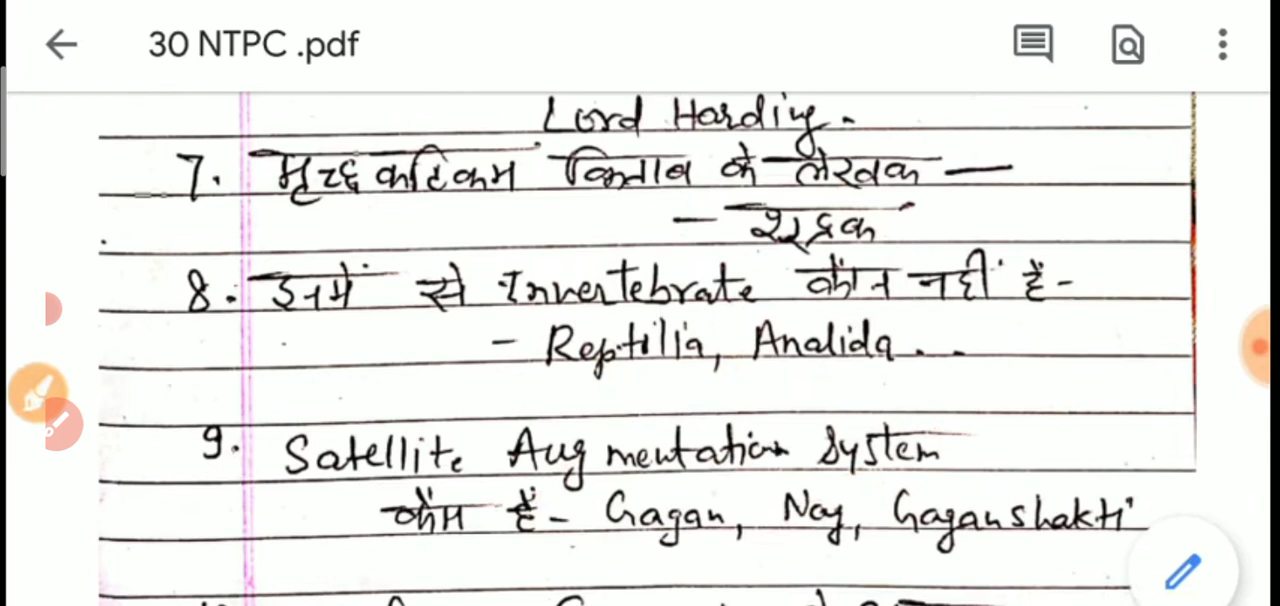 30 NTPC .pdf
Lord Harding.
7. मृच्छकटिकम किताब के लेखक —
— शूद्रक
8. इनमें से Invertebrate कौन नहीं है -
- Reptilia, Analida ...
9. Satellite Augmentation System
कौन है - Gagan, Nay, Gaganshakti